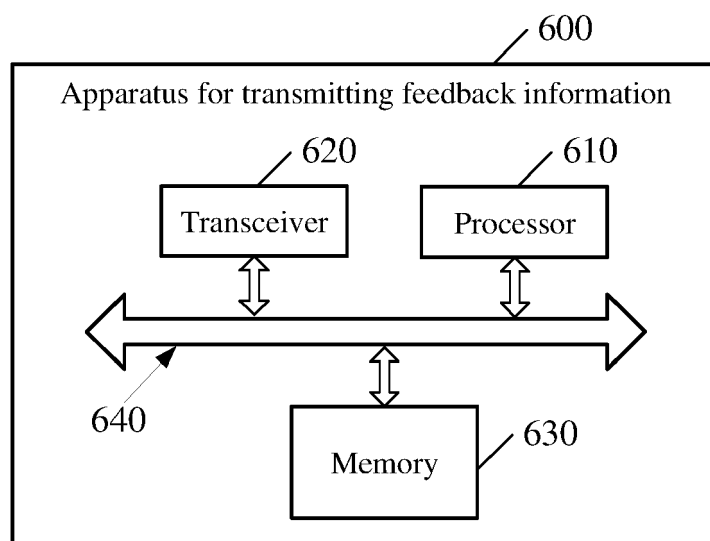 600
Apparatus for transmitting feedback information
620
610
Transceiver
Processor
640
630
Memory